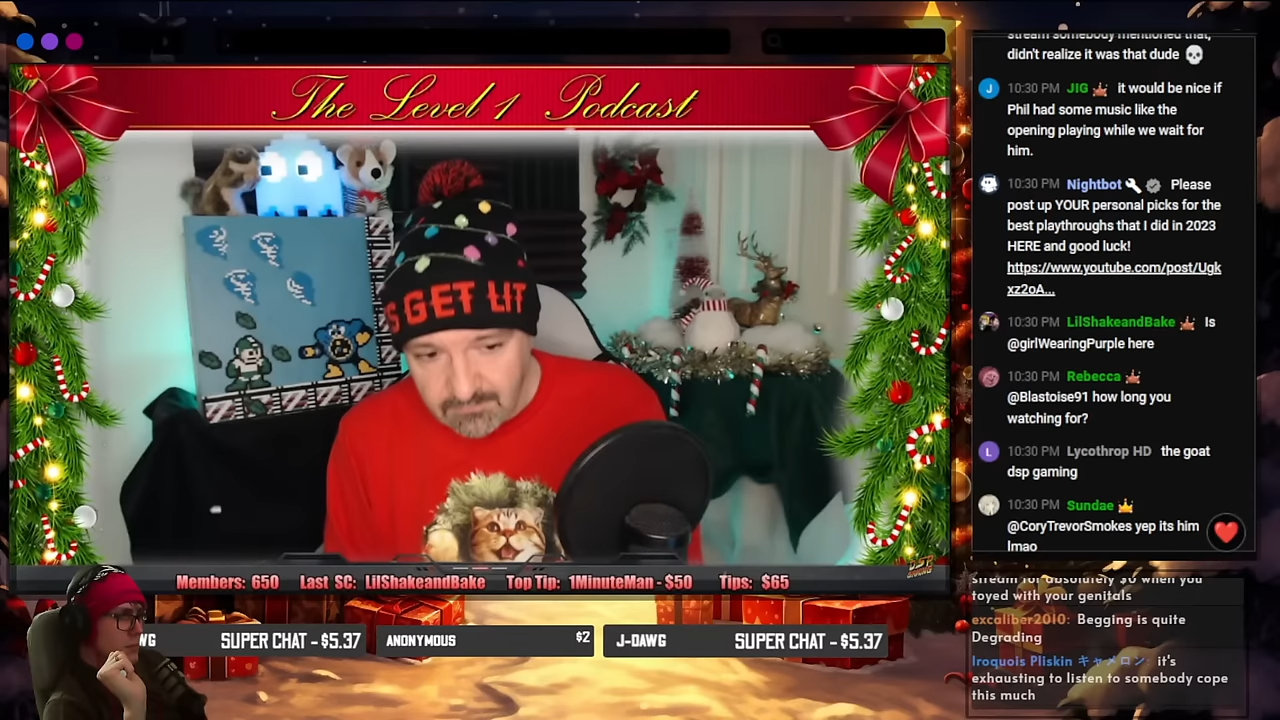 The Level 1 Podcast
S GET LIT
Members: 650 Last SC: LilShakeandBake Top Tip: 1MinuteMan - $50 Tips: $65
WG SUPER CHAT - $5.37
ANONYMOUS $2
J-DAWG SUPER CHAT - $5.37
stream somebody mentioned that,
didn't realize it was that dude 💀
J 10:30 PM JIG it would be nice if
Phil had some music like the
opening playing while we wait for
him.
10:30 PM Nightbot Please
post up YOUR personal picks for the
best playthroughs that I did in 2023
HERE and good luck!
https://www.youtube.com/post/Ugk
xz2oA...
10:30 PM LilShakeandBake Is
@girlWearingPurple here
10:30 PM Rebecca
@Blastoise91 how long you
watching for?
L 10:30 PM Lycothrop HD the goat
dsp gaming
10:30 PM Sundae
@CoryTrevorSmokes yep its him
lmao
stream for absolutely $0 when you
toyed with your genitals
excaliber2010: Begging is quite
Degrading
Iroquois Pliskin キャメロン: it's
exhausting to listen to somebody cope
this much